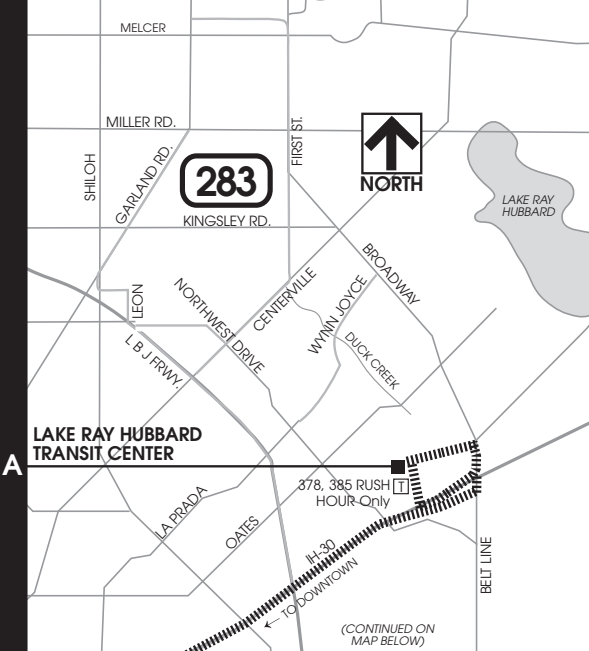 MELCER
MILLER RD.
FIRST ST.
SHILOH
GARLAND RD.
283
NORTH
KINGSLEY RD.
LAKE RAY
HUBBARD
BROADWAY
LEON
NORTHWEST DRIVE
CENTERVILLE
WYNN JOYCE
DUCK CREEK
L B J FRWY.
LAKE RAY HUBBARD
TRANSIT CENTER
A
378, 385 RUSH T
HOUR Only
LA PRADA
OATES
IH-30
← TO DOWNTOWN
BELT LINE
(CONTINUED ON
MAP BELOW)